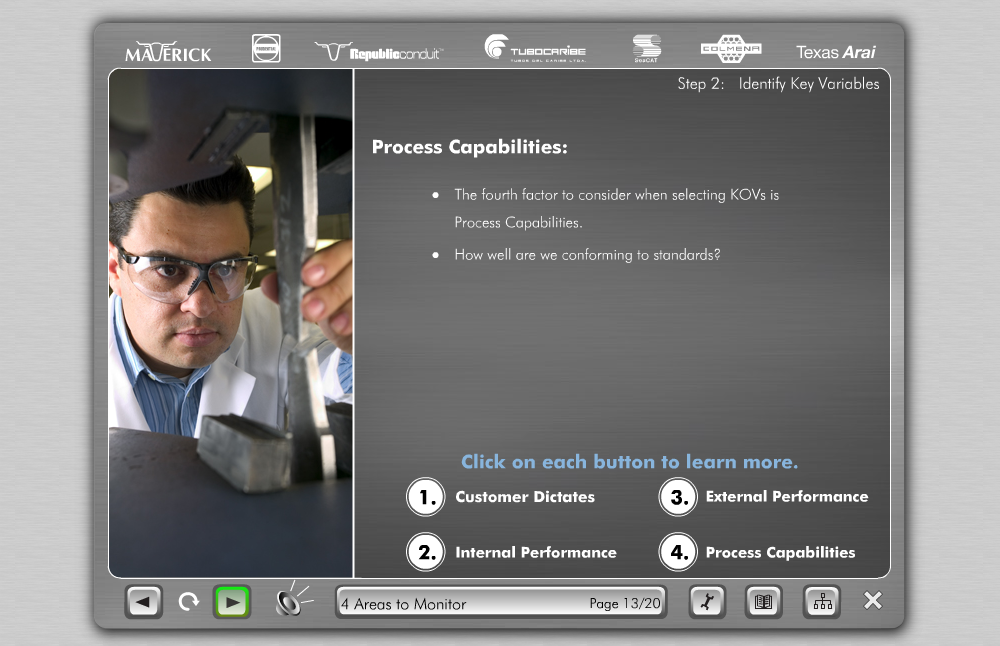 MAVERICK
PRUDENTIAL
Republicconduit™
TUBOCARIBE
TUBOS DEL CARIBE LTDA.
SeaCAT
COLMENA
Texas Arai
Step 2: Identify Key Variables
Process Capabilities:
• The fourth factor to consider when selecting KOVs is
Process Capabilities.
• How well are we conforming to standards?
Click on each button to learn more.
1. Customer Dictates
3. External Performance
2. Internal Performance
4. Process Capabilities
4 Areas to Monitor Page 13/20